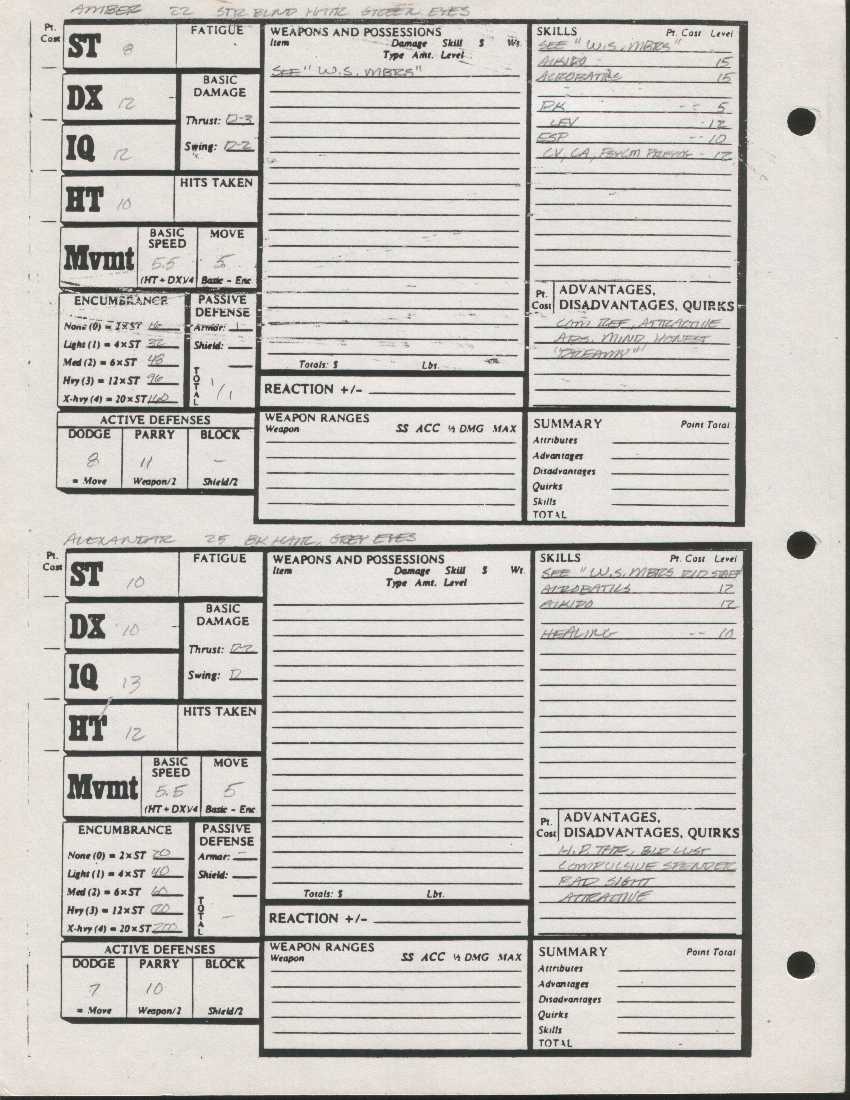 AMBER 22 STR BLND HAIR GREEN EYES
Pt. Cost
ST 8
FATIGUE
DX 12
BASIC DAMAGE
Thrust: D-3
Swing: D-2
IQ 12
HT 10
HITS TAKEN
Mvmt
BASIC SPEED
5.5
(HT + DX)/4
MOVE
5
Basic - Enc
ENCUMBRANCE
None (0) = 2×ST 16
Light (1) = 4×ST 32
Med (2) = 6×ST 48
Hvy (3) = 12×ST 96
X-hvy (4) = 20×ST 160
PASSIVE DEFENSE
Armor: 1
Shield:
TOTAL 1/1
ACTIVE DEFENSES
DODGE PARRY BLOCK
8 11 -
= Move Weapon/2 Shield/2
WEAPONS AND POSSESSIONS
Item Damage Skill $ Wt.
Type Amt. Level
SEE "W.S. MBRS"
Totals: $ Lbs.
REACTION +/-
WEAPON RANGES
Weapon SS ACC ½ DMG MAX
SKILLS Pt. Cost Level
SEE "W.S. MBRS"
AIKIDO 15
ACROBATICS 15
PK -- 5
LEV - 12
ESP -- 10
CV, CA, PSYCM - 12
Pt. Cost
ADVANTAGES, DISADVANTAGES, QUIRKS
COM REF, ATTRACTIVE
ABS. MIND, HONEST
"DREAMY"
SUMMARY Point Total
Attributes
Advantages
Disadvantages
Quirks
Skills
TOTAL
25 BK HAIR, GREY EYES
Pt. Cost
ST 10
FATIGUE
DX 10
BASIC DAMAGE
Thrust: D-2
Swing: D
IQ 13
HT 12
HITS TAKEN
Mvmt
BASIC SPEED
5.5
(HT + DX)/4
MOVE
5
Basic - Enc
ENCUMBRANCE
None (0) = 2×ST 20
Light (1) = 4×ST 40
Med (2) = 6×ST 60
Hvy (3) = 12×ST
X-hvy (4) = 20×ST 200
PASSIVE DEFENSE
Armor: -
Shield:
TOTAL -
ACTIVE DEFENSES
DODGE PARRY BLOCK
7 10
= Move Weapon/2 Shield/2
WEAPONS AND POSSESSIONS
Item Damage Skill $ Wt.
Type Amt. Level
Totals: $ Lbs.
REACTION +/-
WEAPON RANGES
Weapon SS ACC ½ DMG MAX
SKILLS Pt. Cost Level
SEE "W.S. MBRS
ACROBATICS 12
AIKIDO 12
HEALING -- 10
Pt. Cost
ADVANTAGES, DISADVANTAGES, QUIRKS
BLD LUST
COMPULSIVE SPENDER
BAD SIGHT
ATTRACTIVE
SUMMARY Point Total
Attributes
Advantages
Disadvantages
Quirks
Skills
TOTAL